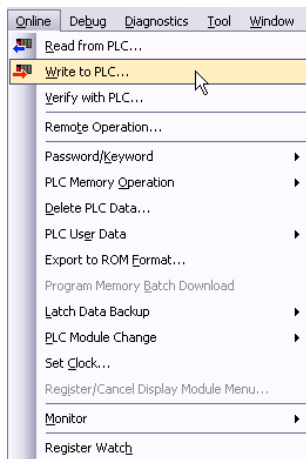 Online Debug Diagnostics Tool Window
Read from PLC...
Write to PLC...
Verify with PLC...
Remote Operation...
Password/Keyword
PLC Memory Operation
Delete PLC Data...
PLC User Data
Export to ROM Format...
Program Memory Batch Download
Latch Data Backup
PLC Module Change
Set Clock...
Register/Cancel Display Module Menu...
Monitor
Register Watch